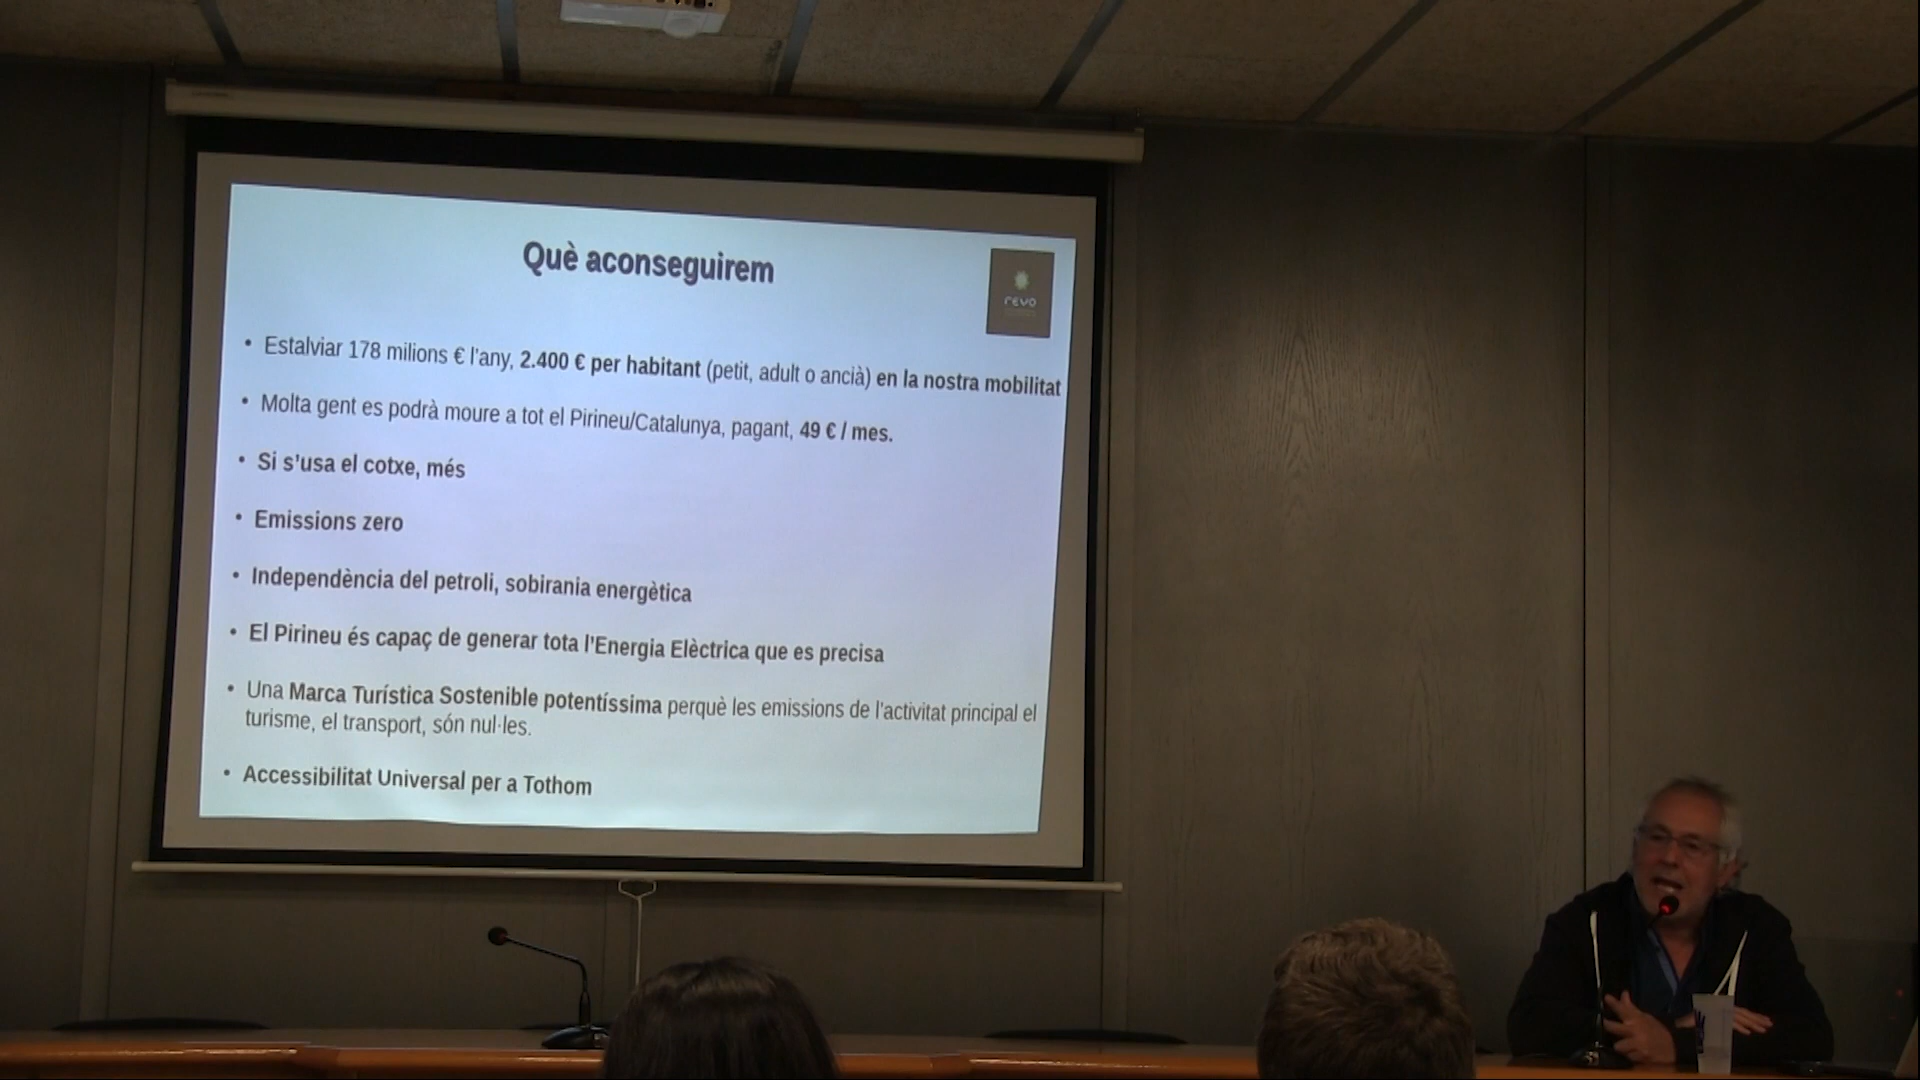 Què aconseguirem
revo
• Estalviar 178 milions € l'any, 2.400 € per habitant (petit, adult o ancià) en la nostra mobilitat
• Molta gent es podrà moure a tot el Pirineu/Catalunya, pagant, 49 € / mes.
• Si s'usa el cotxe, més
• Emissions zero
• Independència del petroli, sobirania energètica
• El Pirineu és capaç de generar tota l'Energia Elèctrica que es precisa
• Una Marca Turística Sostenible potentíssima perquè les emissions de l'activitat principal el
turisme, el transport, són nul·les.
• Accessibilitat Universal per a Tothom